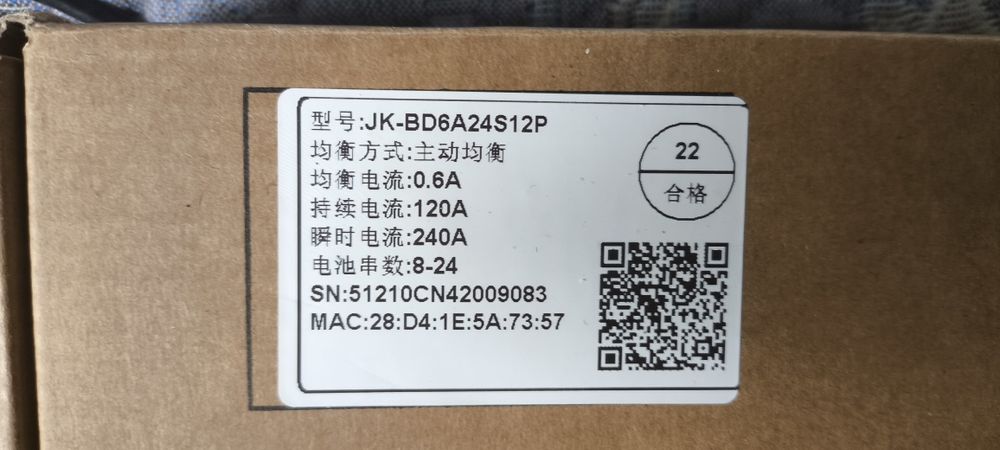 型号:JK-BD6A24S12P
均衡方式:主动均衡
均衡电流:0.6A
持续电流:120A
瞬时电流:240A
电池串数:8-24
SN:51210CN42009083
MAC:28:D4:1E:5A:73:57
22
合格